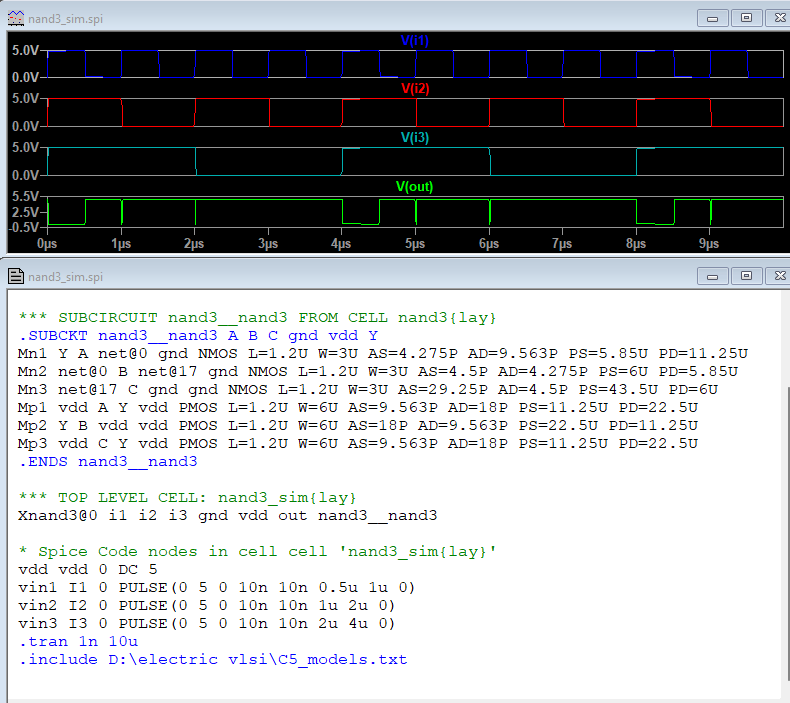 nand3_sim.spi
V(i1)
5.0V
0.0V
V(i2)
5.0V
0.0V
V(i3)
5.0V
0.0V
V(out)
5.5V
2.5V
-0.5V
0µs 1µs 2µs 3µs 4µs 5µs 6µs 7µs 8µs 9µs
nand3_sim.spi
*** SUBCIRCUIT nand3__nand3 FROM CELL nand3{lay}
.SUBCKT nand3__nand3 A B C gnd vdd Y
Mn1 Y A net@0 gnd NMOS L=1.2U W=3U AS=4.275P AD=9.563P PS=5.85U PD=11.25U
Mn2 net@0 B net@17 gnd NMOS L=1.2U W=3U AS=4.5P AD=4.275P PS=6U PD=5.85U
Mn3 net@17 C gnd gnd NMOS L=1.2U W=3U AS=29.25P AD=4.5P PS=43.5U PD=6U
Mp1 vdd A Y vdd PMOS L=1.2U W=6U AS=9.563P AD=18P PS=11.25U PD=22.5U
Mp2 Y B vdd vdd PMOS L=1.2U W=6U AS=18P AD=9.563P PS=22.5U PD=11.25U
Mp3 vdd C Y vdd PMOS L=1.2U W=6U AS=9.563P AD=18P PS=11.25U PD=22.5U
.ENDS nand3__nand3
*** TOP LEVEL CELL: nand3_sim{lay}
Xnand3@0 i1 i2 i3 gnd vdd out nand3__nand3
* Spice Code nodes in cell cell 'nand3_sim{lay}'
vdd vdd 0 DC 5
vin1 I1 0 PULSE(0 5 0 10n 10n 0.5u 1u 0)
vin2 I2 0 PULSE(0 5 0 10n 10n 1u 2u 0)
vin3 I3 0 PULSE(0 5 0 10n 10n 2u 4u 0)
.tran 1n 10u
.include D:\electric vlsi\C5_models.txt